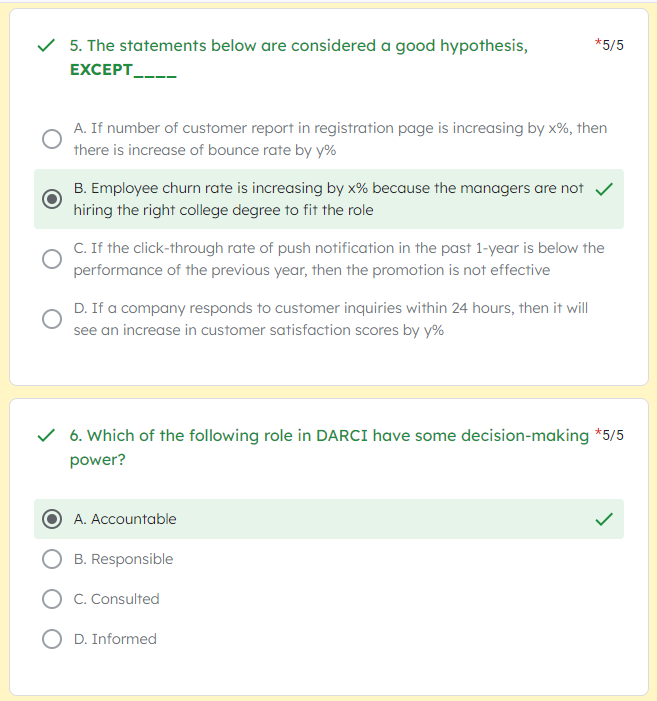 5. The statements below are considered a good hypothesis, *5/5
EXCEPT____
A. If number of customer report in registration page is increasing by x%, then
there is increase of bounce rate by y%
B. Employee churn rate is increasing by x% because the managers are not
hiring the right college degree to fit the role
C. If the click-through rate of push notification in the past 1-year is below the
performance of the previous year, then the promotion is not effective
D. If a company responds to customer inquiries within 24 hours, then it will
see an increase in customer satisfaction scores by y%
6. Which of the following role in DARCI have some decision-making *5/5
power?
A. Accountable
B. Responsible
C. Consulted
D. Informed